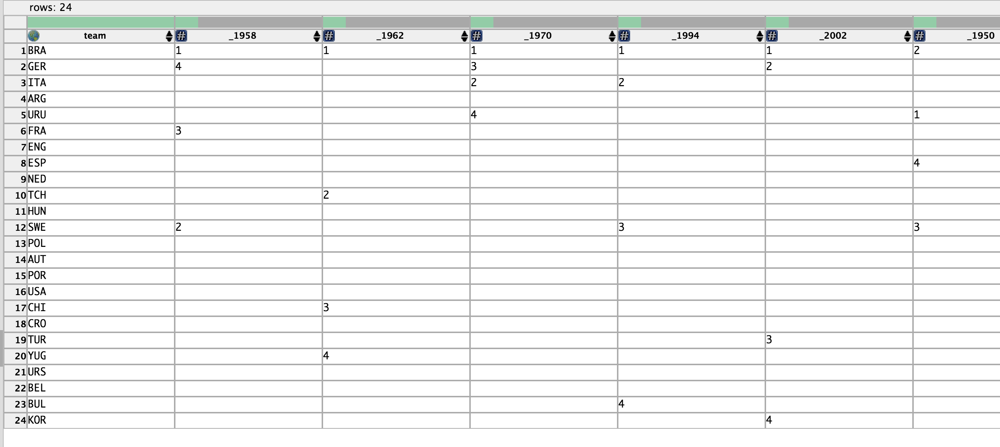 rows: 24
team _1958 _1962 _1970 _1994 _2002 _1950
1 BRA 1 1 1 1 1 2
2 GER 4 3 2
3 ITA 2 2
4 ARG
5 URU 4 1
6 FRA 3
7 ENG
8 ESP 4
9 NED
10 TCH 2
11 HUN
12 SWE 2 3 3
13 POL
14 AUT
15 POR
16 USA
17 CHI 3
18 CRO
19 TUR 3
20 YUG 4
21 URS
22 BEL
23 BUL 4
24 KOR 4